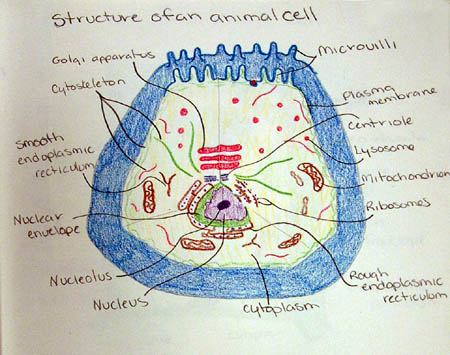 Structure of an animal cell
Golgi apparatus
Cytoskeleton
Smooth
endoplasmic
recticulum
Nuclear
envelope
Nucleolus
Nucleus
Microvilli
Plasma
membrane
Centriole
Lysosome
Mitochondrion
Ribosomes
Rough
endoplasmic
recticulum
Cytoplasm